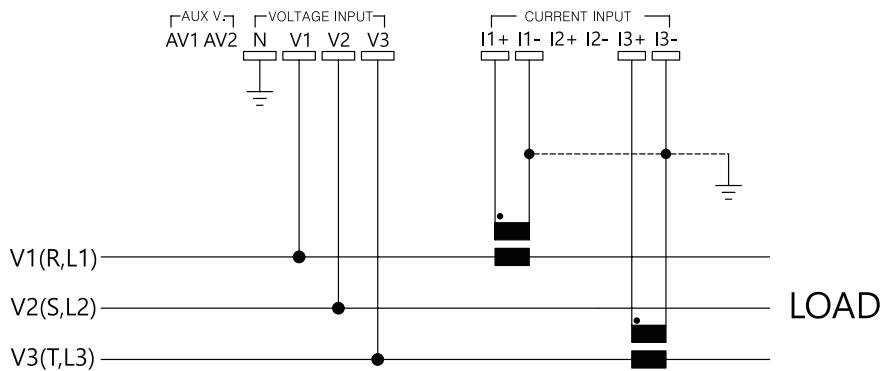 AUX V. VOLTAGE INPUT CURRENT INPUT
AV1 AV2 N V1 V2 V3 I1+ I1- I2+ I2- I3+ I3-
V1(R,L1)
V2(S,L2) LOAD
V3(T,L3)